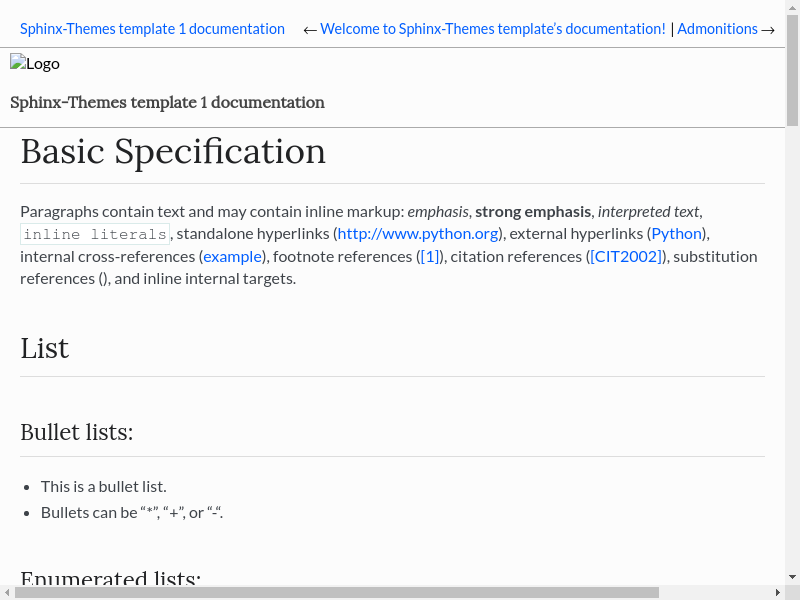 Sphinx-Themes template 1 documentation
← Welcome to Sphinx-Themes template’s documentation! | Admonitions →
Logo
Sphinx-Themes template 1 documentation
Basic Specification
Paragraphs contain text and may contain inline markup: emphasis, strong emphasis, interpreted text,
inline literals, standalone hyperlinks (http://www.python.org), external hyperlinks (Python),
internal cross-references (example), footnote references ([1]), citation references ([CIT2002]), substitution
references (), and inline internal targets.
List
Bullet lists:
• This is a bullet list.
• Bullets can be “*”, “+”, or “-“.
Enumerated lists: